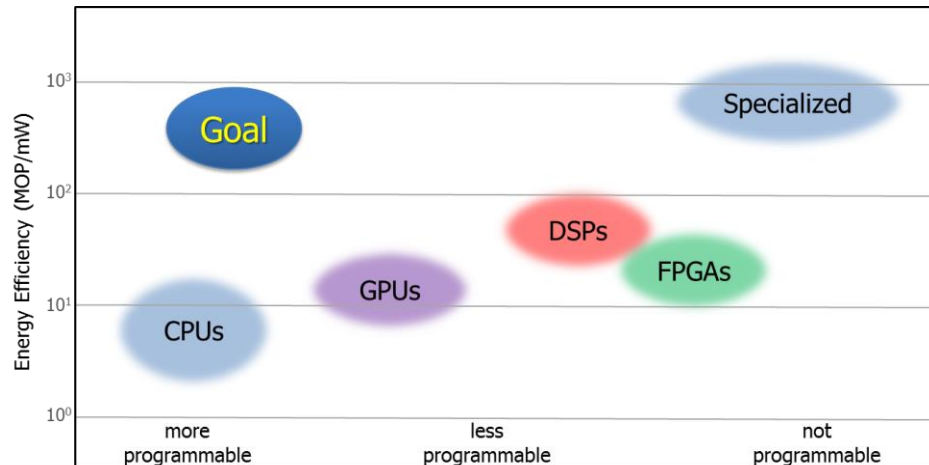 Energy Efficiency (MOP/mW)
10³
10²
10¹
10⁰
Goal
Specialized
DSPs
FPGAs
GPUs
CPUs
more
programmable
less
programmable
not
programmable